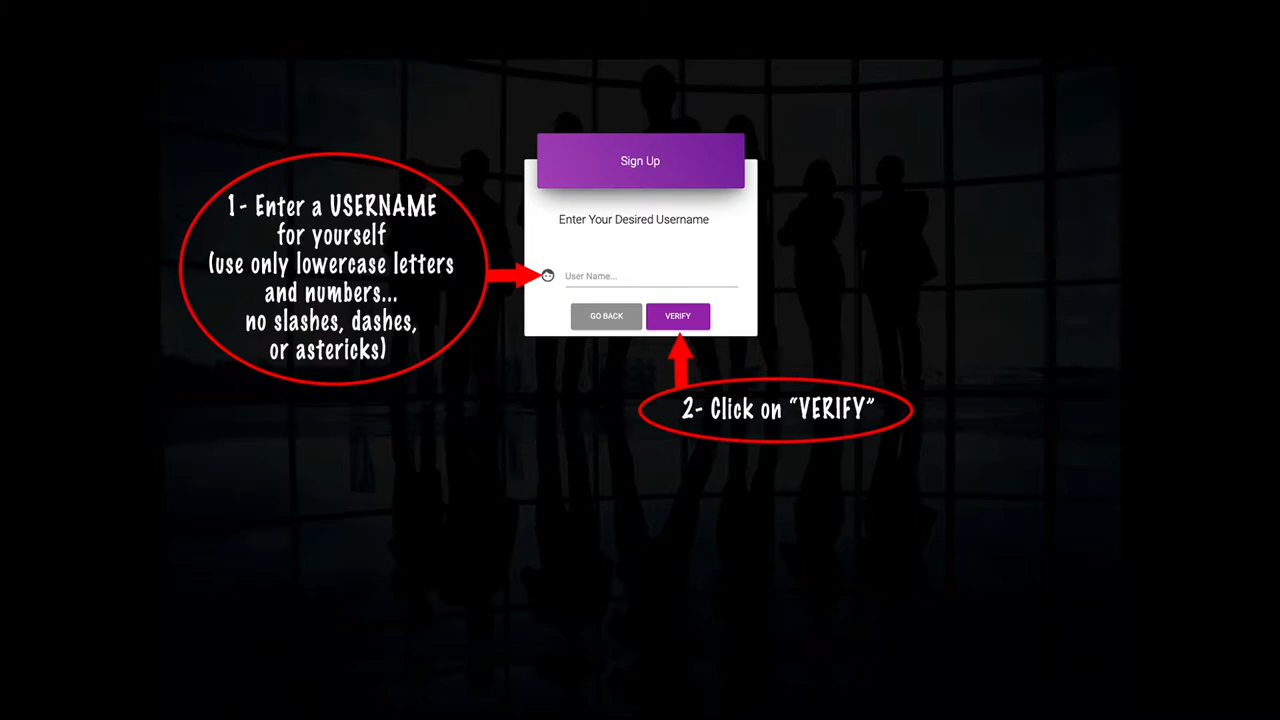 Sign Up
1- Enter a USERNAME
for yourself
(use only lowercase letters
and numbers...
no slashes, dashes,
or astericks)
Enter Your Desired Username
User Name...
GO BACK
VERIFY
2- Click on “VERIFY”